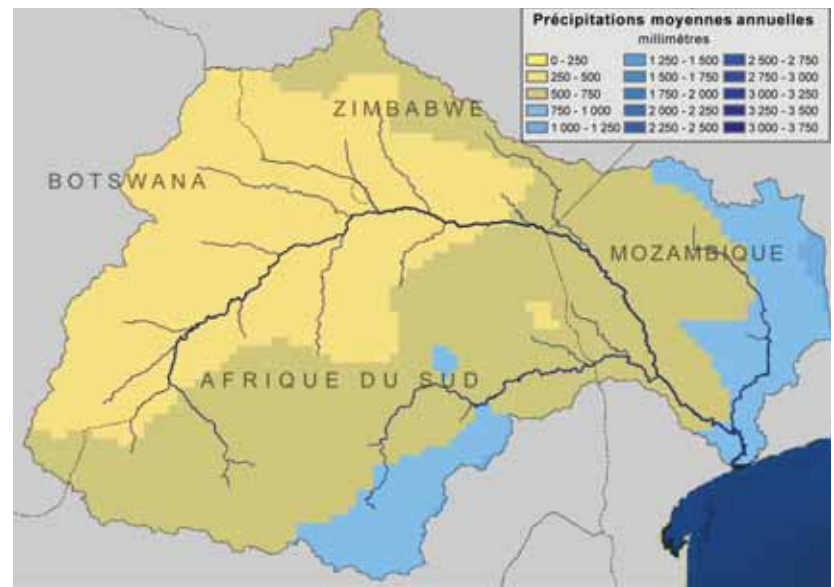 Précipitations moyennes annuelles
millimètres
0 - 250
250 - 500
500 - 750
750 - 1 000
1 000 - 1 250
1 250 - 1 500
1 500 - 1 750
1 750 - 2 000
2 000 - 2 250
2 250 - 2 500
2 500 - 2 750
2 750 - 3 000
3 000 - 3 250
3 250 - 3 500
3 000 - 3 750
ZIMBABWE
BOTSWANA
MOZAMBIQUE
AFRIQUE DU SUD